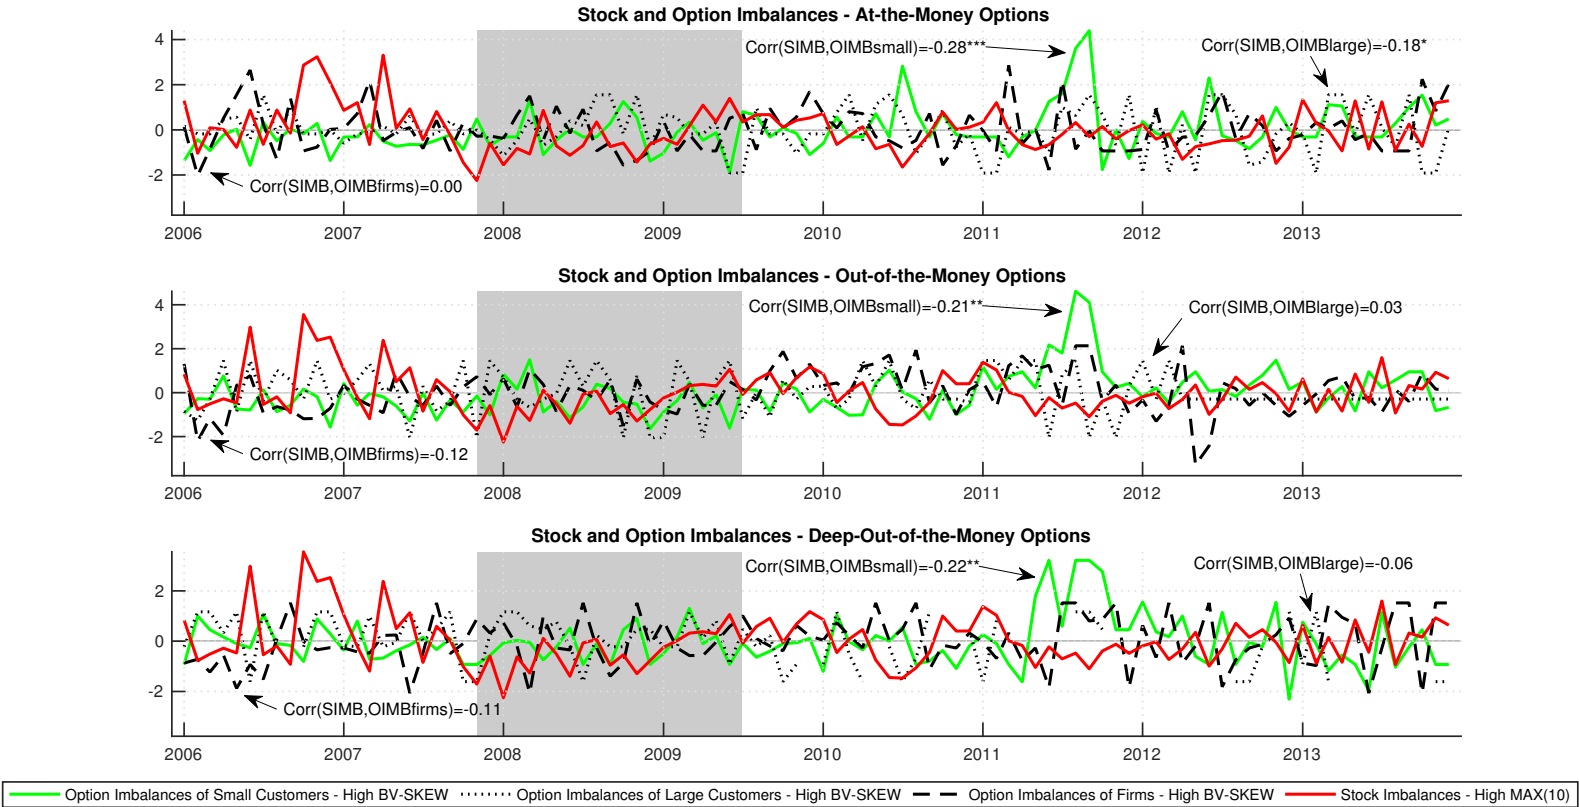 Stock and Option Imbalances - At-the-Money Options
4
2
0
-2
Corr(SIMB,OIMBsmall)=-0.28***
Corr(SIMB,OIMBlarge)=-0.18*
Corr(SIMB,OIMBfirms)=0.00
2006 2007 2008 2009 2010 2011 2012 2013
Stock and Option Imbalances - Out-of-the-Money Options
4
2
0
-2
Corr(SIMB,OIMBsmall)=-0.21**
Corr(SIMB,OIMBlarge)=0.03
Corr(SIMB,OIMBfirms)=-0.12
2006 2007 2008 2009 2010 2011 2012 2013
Stock and Option Imbalances - Deep-Out-of-the-Money Options
2
0
-2
Corr(SIMB,OIMBsmall)=-0.22**
Corr(SIMB,OIMBlarge)=-0.06
Corr(SIMB,OIMBfirms)=-0.11
2006 2007 2008 2009 2010 2011 2012 2013
Option Imbalances of Small Customers - High BV-SKEW Option Imbalances of Large Customers - High BV-SKEW Option Imbalances of Firms - High BV-SKEW Stock Imbalances - High MAX(10)